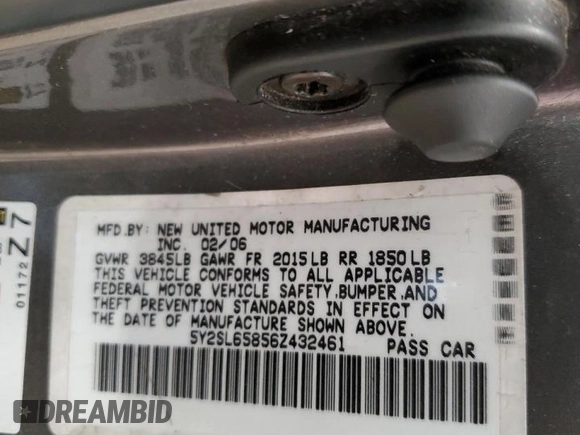 MFD.BY: NEW UNITED MOTOR MANUFACTURING
INC. 02/06
GVWR 3845LB GAWR FR 2015LB RR 1850LB
THIS VEHICLE CONFORMS TO ALL APPLICABLE
FEDERAL MOTOR VEHICLE SAFETY,BUMPER,AND
THEFT PREVENTION STANDARDS IN EFFECT ON
THE DATE OF MANUFACTURE SHOWN ABOVE.
5Y2SL65856Z432461 PASS CAR
01172
Z7
DREAMBID